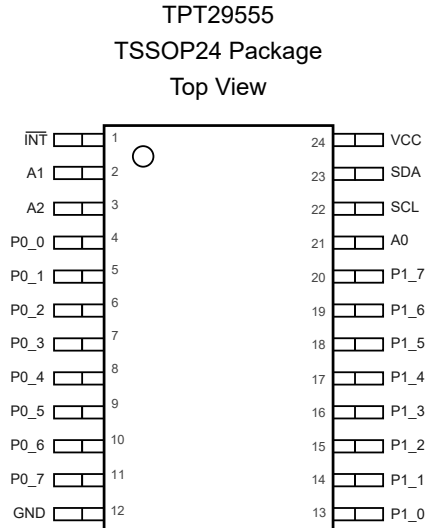 TPT29555
TSSOP24 Package
Top View
INT 1 24 VCC
A1 2 23 SDA
A2 3 22 SCL
P0_0 4 21 A0
P0_1 5 20 P1_7
P0_2 6 19 P1_6
P0_3 7 18 P1_5
P0_4 8 17 P1_4
P0_5 9 16 P1_3
P0_6 10 15 P1_2
P0_7 11 14 P1_1
GND 12 13 P1_0